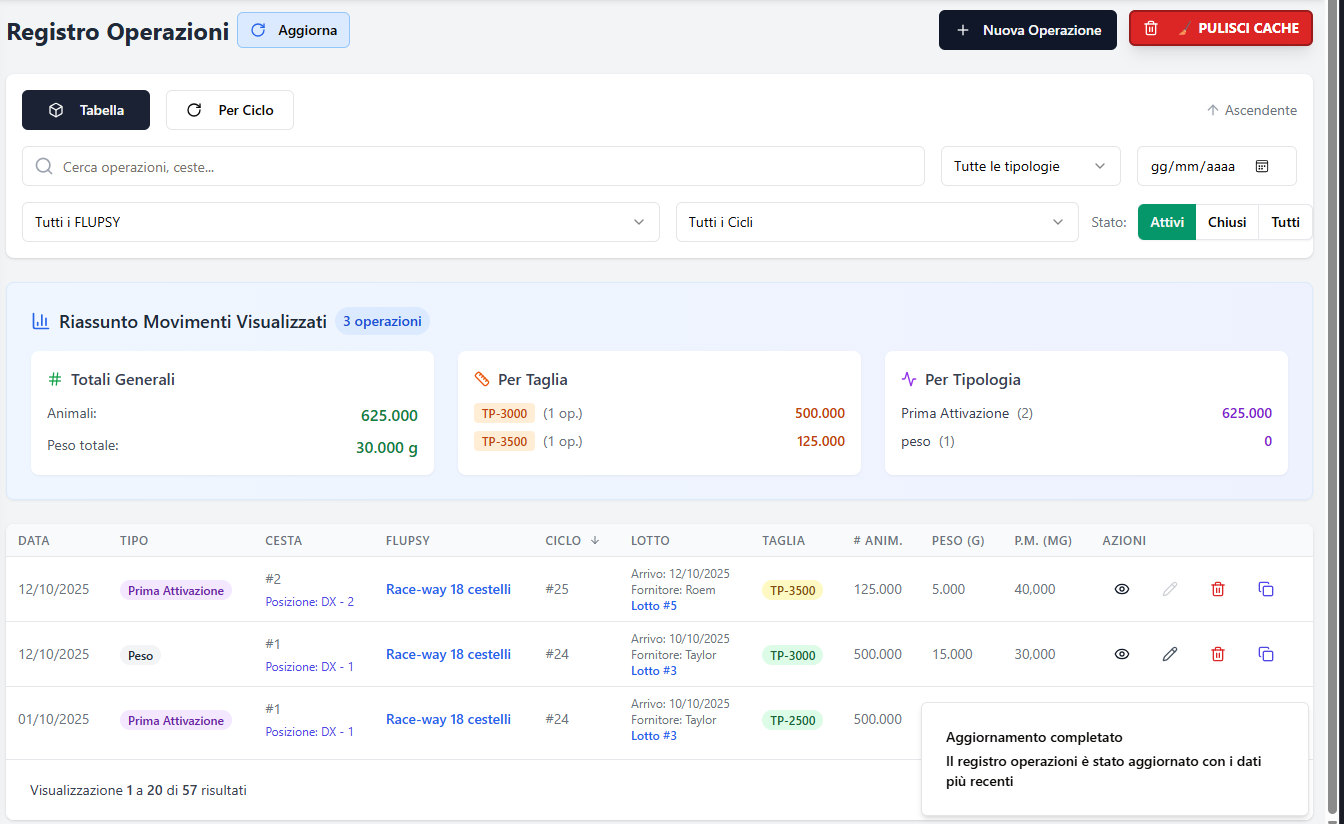 Registro Operazioni Aggiorna Nuova Operazione PULISCI CACHE
Tabella Per Ciclo Ascendente
Cerca operazioni, ceste... Tutte le tipologie gg/mm/aaaa
Tutti i FLUPSY Tutti i Cicli Stato: Attivi Chiusi Tutti
Riassunto Movimenti Visualizzati 3 operazioni
Totali Generali
Animali: 625.000
Peso totale: 30.000 g
Per Taglia
TP-3000 (1 op.) 500.000
TP-3500 (1 op.) 125.000
Per Tipologia
Prima Attivazione (2) 625.000
peso (1) 0
DATA TIPO CESTA FLUPSY CICLO LOTTO TAGLIA # ANIM. PESO (G) P.M. (MG) AZIONI
12/10/2025 Prima Attivazione #2 Posizione: DX - 2 Race-way 18 cestelli #25 Arrivo: 12/10/2025 Fornitore: Roem Lotto #5 TP-3500 125.000 5.000 40,000
12/10/2025 Peso #1 Posizione: DX - 1 Race-way 18 cestelli #24 Arrivo: 10/10/2025 Fornitore: Taylor Lotto #3 TP-3000 500.000 15.000 30,000
01/10/2025 Prima Attivazione #1 Posizione: DX - 1 Race-way 18 cestelli #24 Arrivo: 10/10/2025 Fornitore: Taylor Lotto #3 TP-2500 500.000
Visualizzazione 1 a 20 di 57 risultati
Aggiornamento completato
Il registro operazioni è stato aggiornato con i dati
più recenti